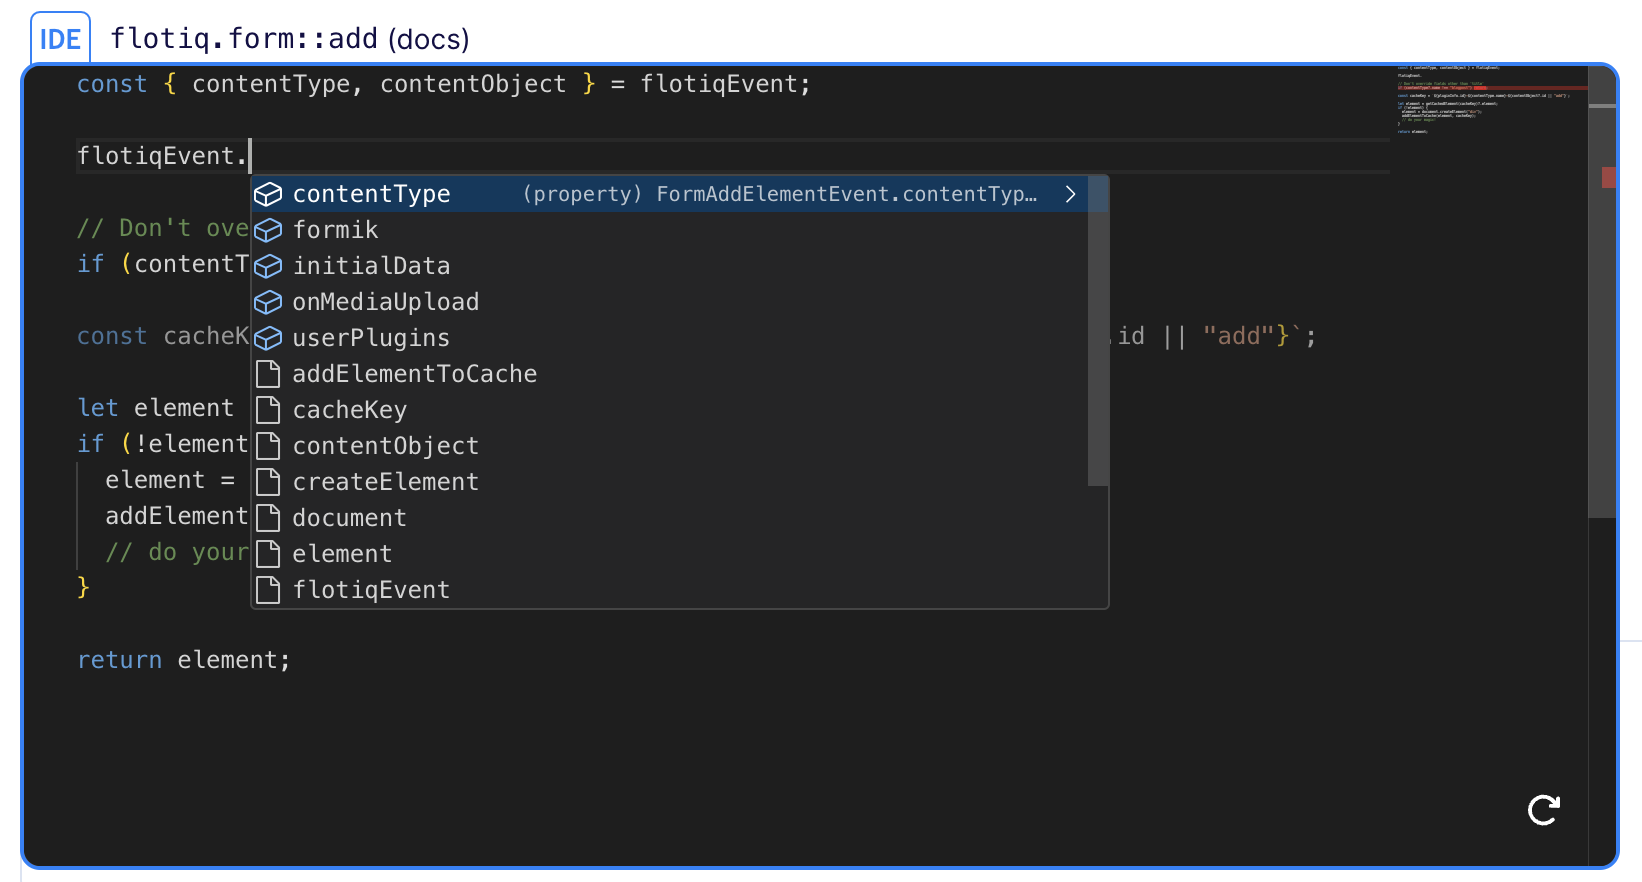 IDE flotiq.form::add (docs)
const { contentType, contentObject } = flotiqEvent;
flotiqEvent.
contentType (property) FormAddElementEvent.contentTyp…
// Don't ove
formik
if (contentT
initialData
onMediaUpload
const cacheK
userPlugins
.id || "add"}`;
addElementToCache
let element
cacheKey
if (!element
contentObject
element =
createElement
addElement
document
// do your
element
}
flotiqEvent
return element;